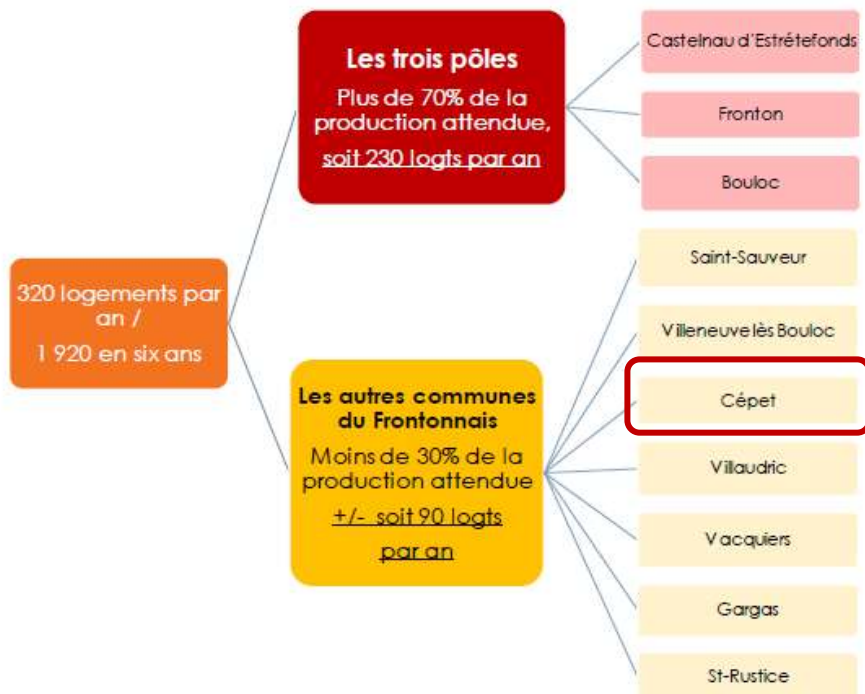 320 logements par
an /
1 920 en six ans
Les trois pôles
Plus de 70% de la
production attendue,
soit 230 logts par an
Castelnau d'Estrétefonds
Fronton
Bouloc
Les autres communes
du Frontonnais
Moins de 30% de la
production attendue
+/- soit 90 logts
par an
Saint-Sauveur
Villeneuve lès Bouloc
Cépet
Villaudric
Vacquiers
Gargas
St-Rustice